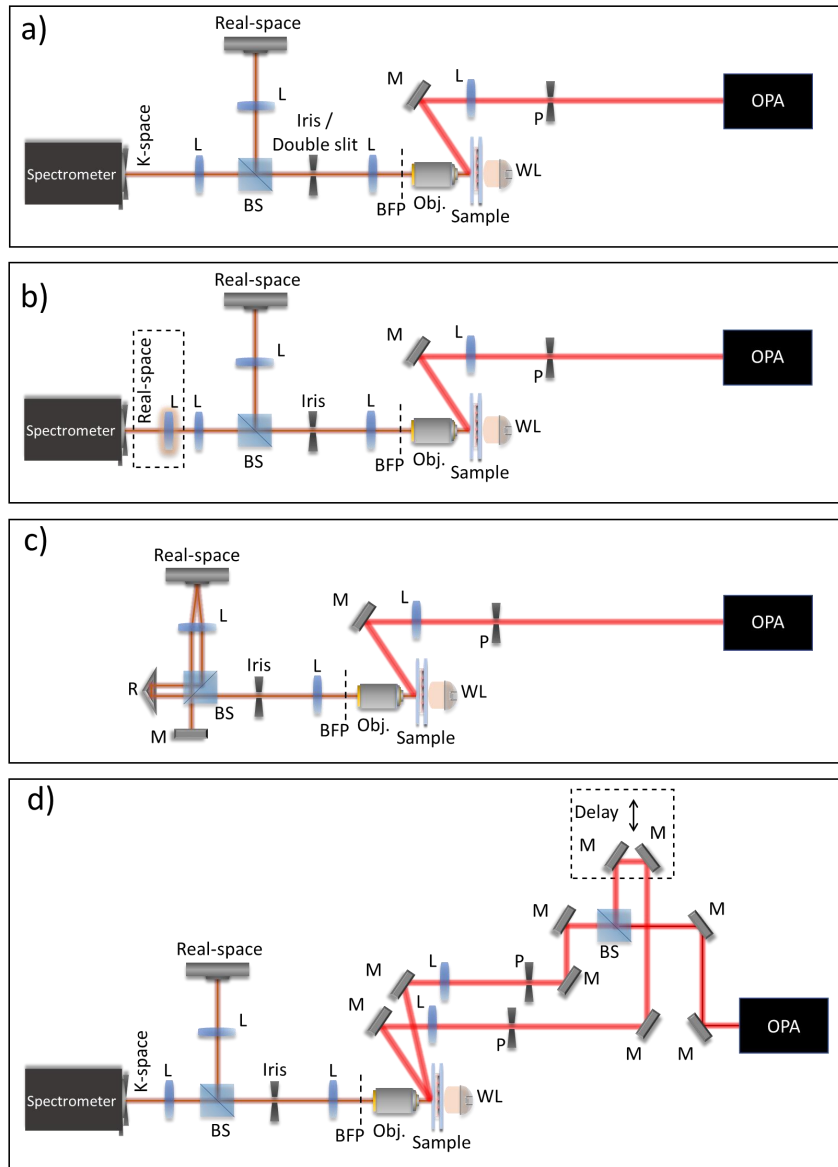 a)
Real-space
M
L
P
OPA
K-space
L
Iris /
Double slit
L
Spectrometer
BS
BFP
Obj.
Sample
WL
L
b)
Real-space
M
L
P
OPA
Real-space
L
L
L
Iris
L
Spectrometer
BS
BFP
Obj.
Sample
WL
c)
Real-space
M
L
P
OPA
L
Iris
L
R
M
BS
BFP
Obj.
Sample
WL
d)
Delay
M
M
M
BS
M
M
Real-space
M
L
P
M
L
P
M
M
OPA
K-space
L
L
Iris
L
Spectrometer
BS
BFP
Obj.
Sample
WL